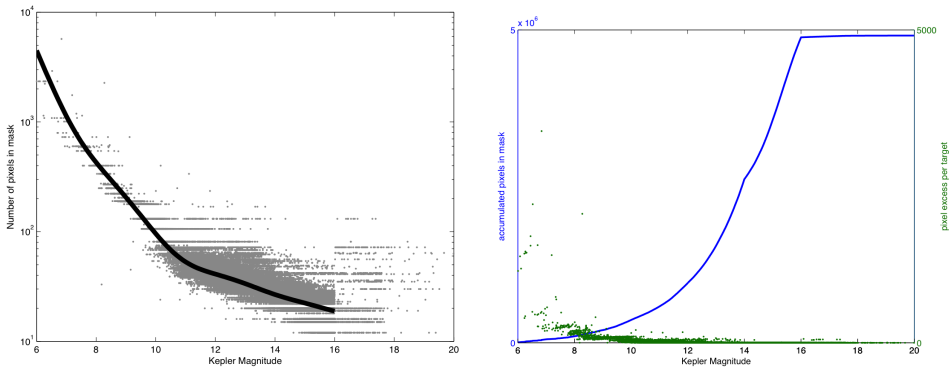 10^4
10^3
10^2
10^1
Number of pixels in mask
6 8 10 12 14 16 18 20
Kepler Magnitude
x 10^6
5
0
accumulated pixels in mask
5000
0
pixel excess per target
6 8 10 12 14 16 18 20
Kepler Magnitude